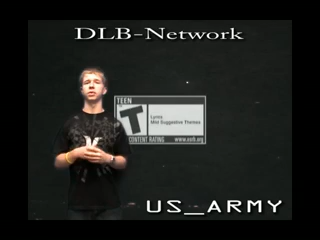 DLB-Network
TEEN
T
Lyrics
Mild Suggestive Themes
CONTENT RATING www.esrb.org
US_ARMY